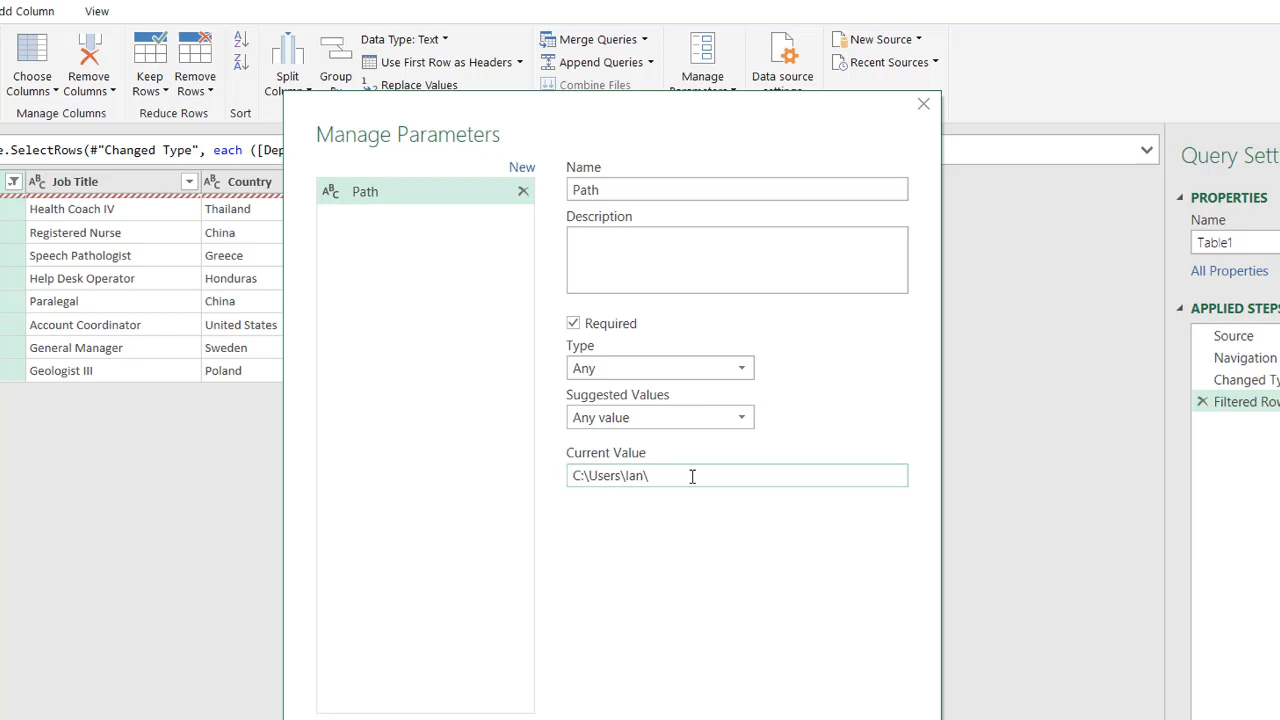 dd Column View
Choose Columns
Remove Columns
Manage Columns
Keep Rows
Remove Rows
Reduce Rows
Sort
Split
Group
Data Type: Text
Use First Row as Headers
1 Replace Values
Merge Queries
Append Queries
Combine Files
Manage
Data source
New Source
Recent Sources
e.SelectRows(#"Changed Type", each ([Dep
ABC Job Title ABC Country
Health Coach IV Thailand
Registered Nurse China
Speech Pathologist Greece
Help Desk Operator Honduras
Paralegal China
Account Coordinator United States
General Manager Sweden
Geologist III Poland
Manage Parameters
New
ABC Path
Name
Path
Description
Required
Type
Any
Suggested Values
Any value
Current Value
C:\Users\Ian\
Query Sett
PROPERTIES
Name
Table1
All Properties
APPLIED STEPS
Source
Navigation
Changed Ty
Filtered Row